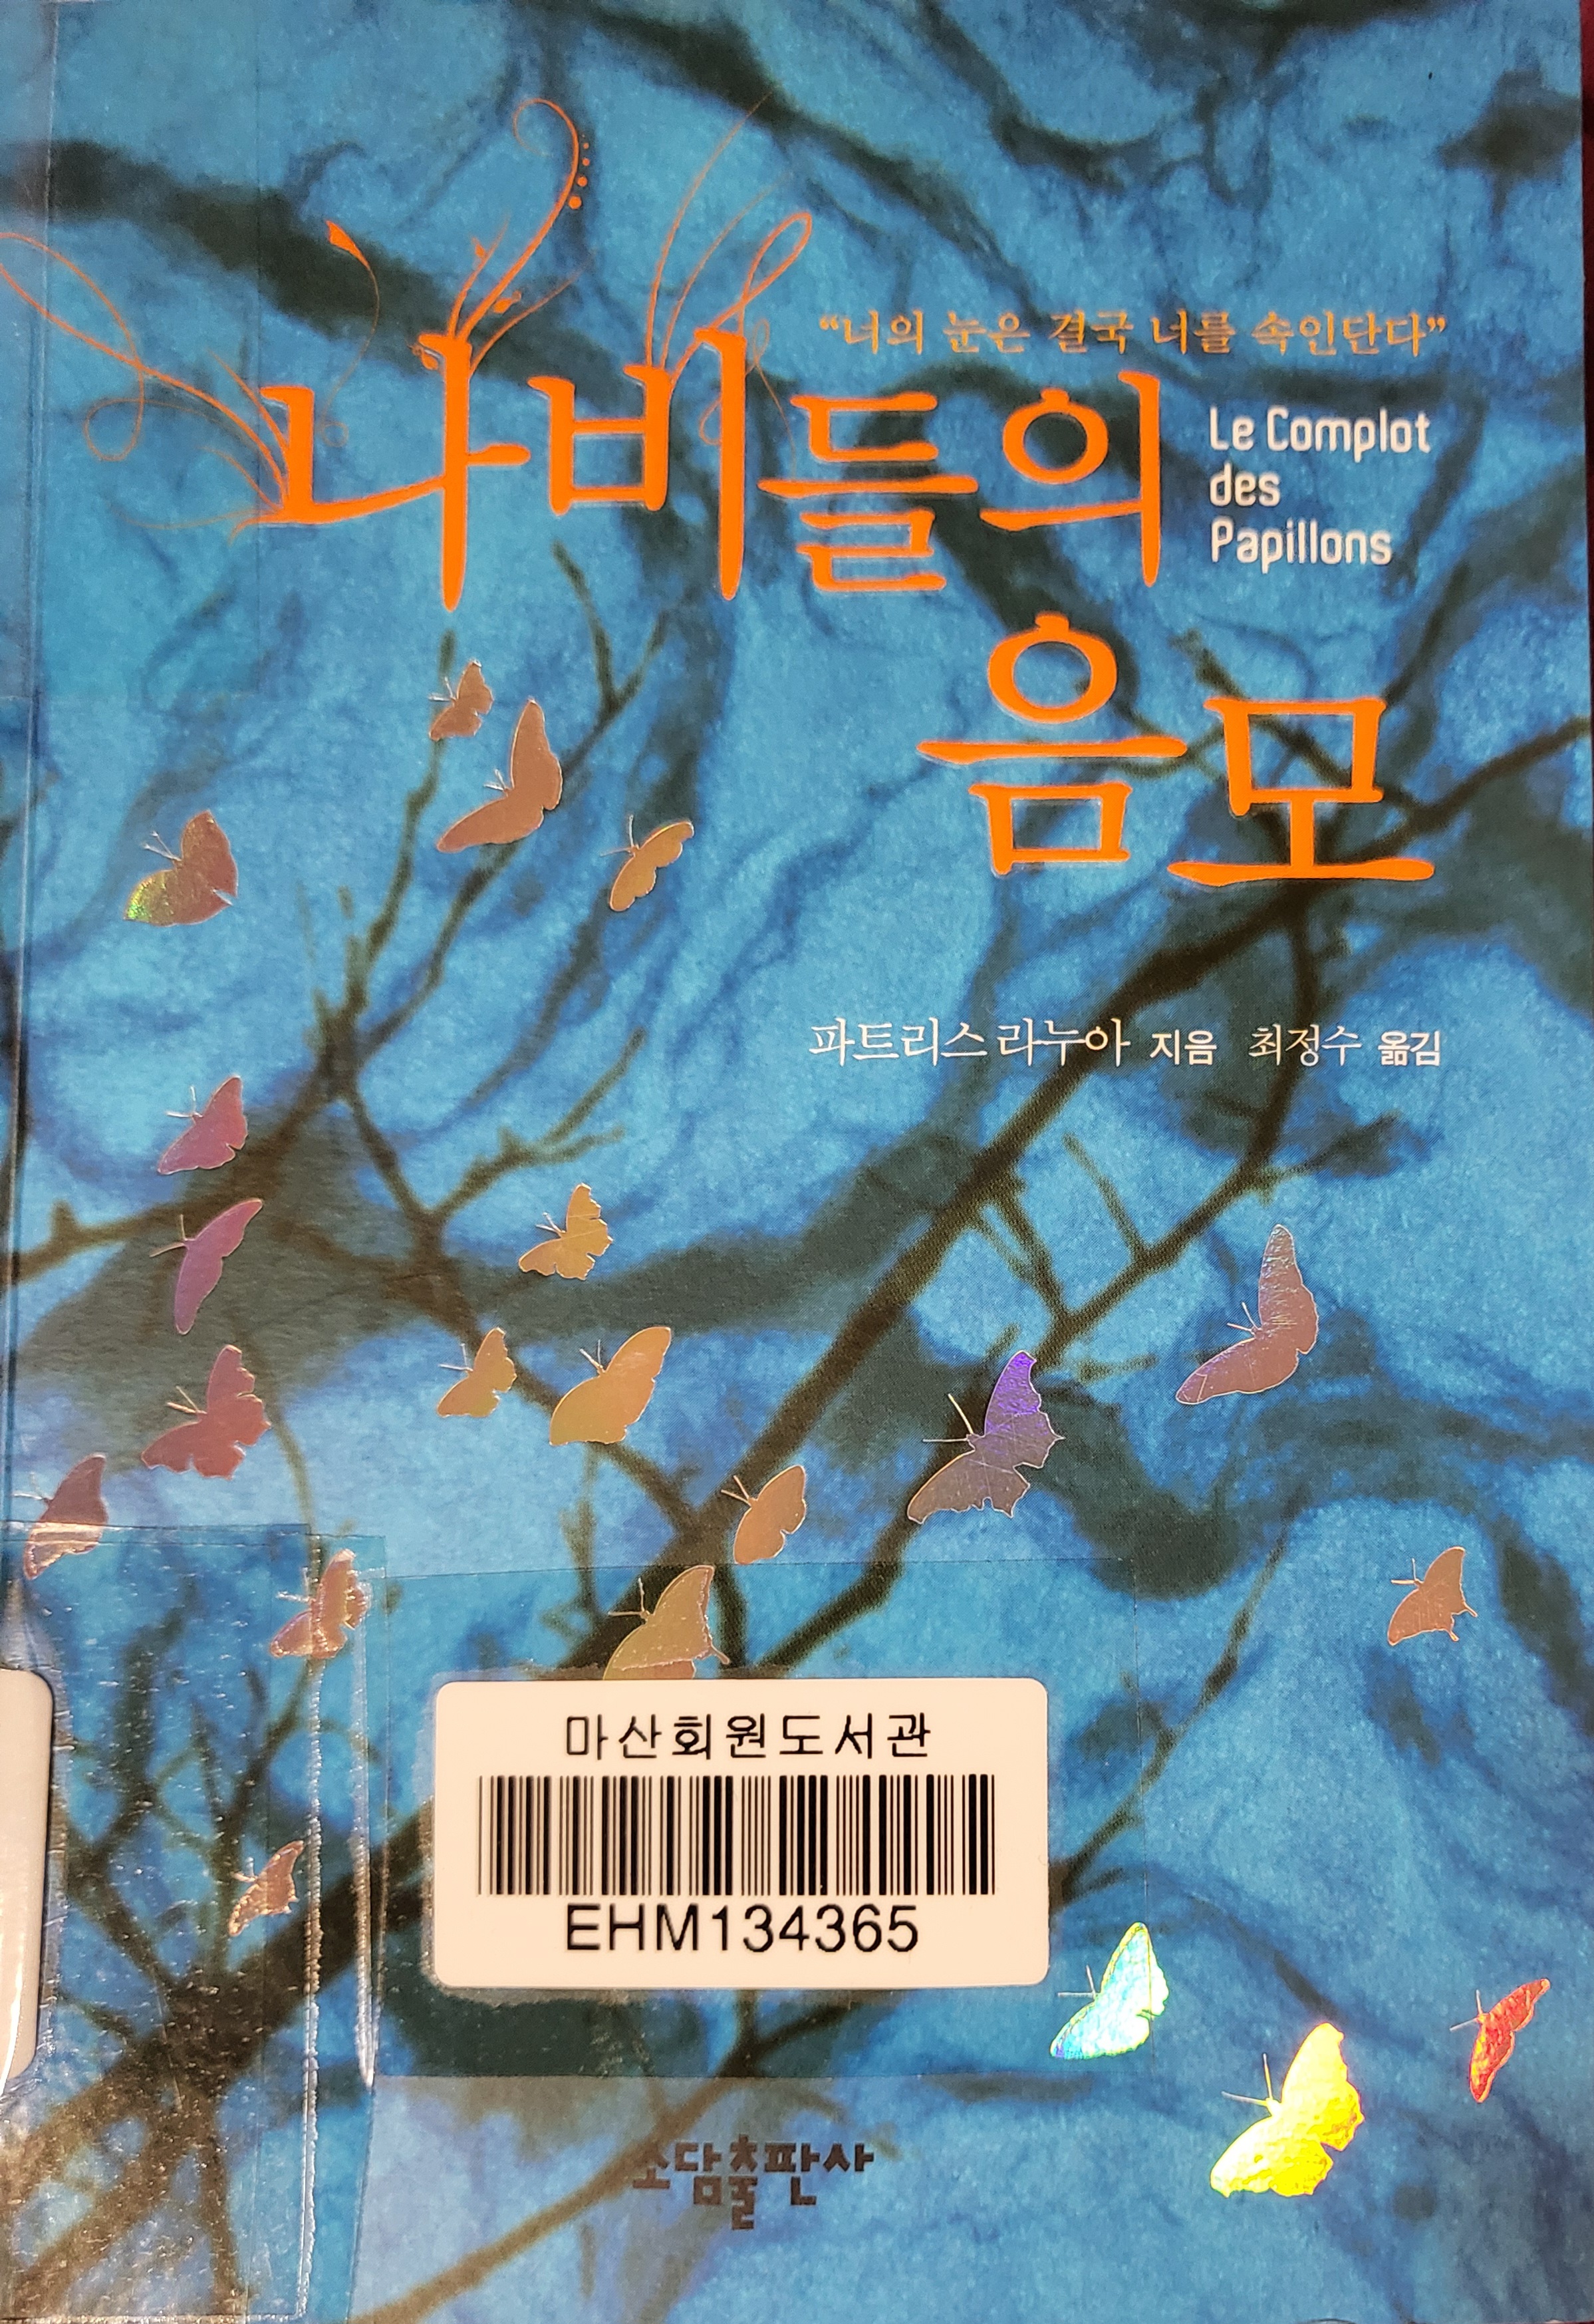 “너의 눈은 결국 너를 속인단다”
나비들의
음모
Le Complot
des
Papillons
파트리스 라누아 지음 최정수 옮김
마산회원도서관
EHM134365
소담출판사